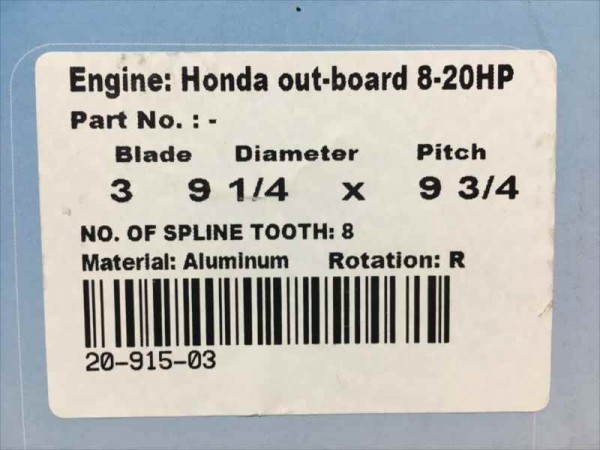 Engine: Honda out-board 8-20HP
Part No. : -
Blade Diameter Pitch
3 9 1/4 x 9 3/4
NO. OF SPLINE TOOTH: 8
Material: Aluminum Rotation: R
20-915-03